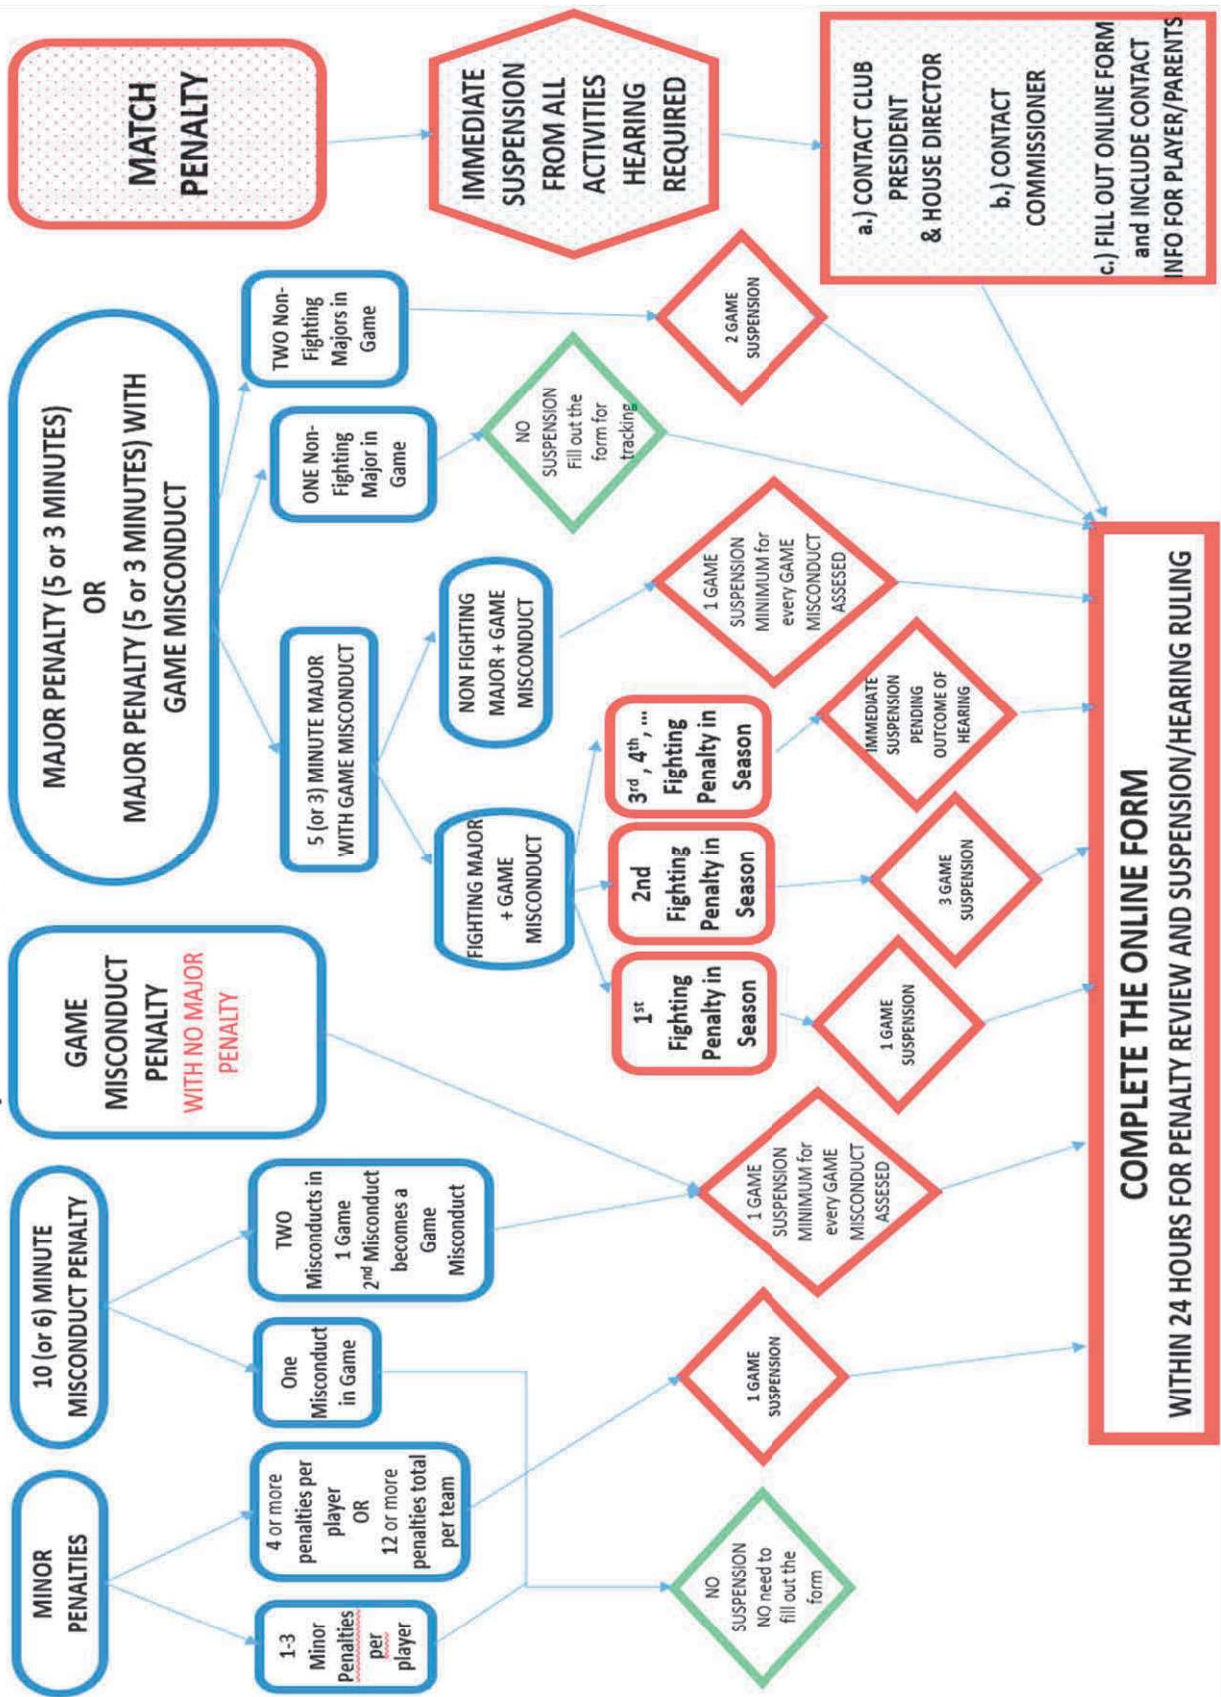 MINOR
PENALTIES
10 (or 6) MINUTE
MISCONDUCT PENALTY
GAME
MISCONDUCT
PENALTY
WITH NO MAJOR
PENALTY
MAJOR PENALTY (5 or 3 MINUTES)
OR
MAJOR PENALTY (5 or 3 MINUTES) WITH
GAME MISCONDUCT
MATCH
PENALTY
1-3
Minor
Penalties
per
player
4 or more
penalties per
player
OR
12 or more
penalties total
per team
One
Misconduct
in Game
TWO
Misconducts in
1 Game
2nd Misconduct
becomes a
Game
Misconduct
5 (or 3) MINUTE MAJOR
WITH GAME MISCONDUCT
ONE Non-
Fighting
Major in
Game
TWO Non-
Fighting
Majors in
Game
FIGHTING MAJOR
+ GAME
MISCONDUCT
NON FIGHTING
MAJOR + GAME
MISCONDUCT
IMMEDIATE
SUSPENSION
FROM ALL
ACTIVITIES
HEARING
REQUIRED
1st
Fighting
Penalty in
Season
2nd
Fighting
Penalty in
Season
3rd, 4th, ...
Fighting
Penalty in
Season
NO
SUSPENSION
Fill out the
form for
tracking
NO
SUSPENSION
NO need to
fill out the
form
1 GAME
SUSPENSION
1 GAME
SUSPENSION
MINIMUM for
every GAME
MISCONDUCT
ASSESED
1 GAME
SUSPENSION
3 GAME
SUSPENSION
IMMEDIATE
SUSPENSION
PENDING
OUTCOME OF
HEARING
1 GAME
SUSPENSION
MINIMUM for
every GAME
MISCONDUCT
ASSESED
2 GAME
SUSPENSION
a.) CONTACT CLUB
PRESIDENT
& HOUSE DIRECTOR
b.) CONTACT
COMMISSIONER
c.) FILL OUT ONLINE FORM
and INCLUDE CONTACT
INFO FOR PLAYER/PARENTS
COMPLETE THE ONLINE FORM
WITHIN 24 HOURS FOR PENALTY REVIEW AND SUSPENSION/HEARING RULING